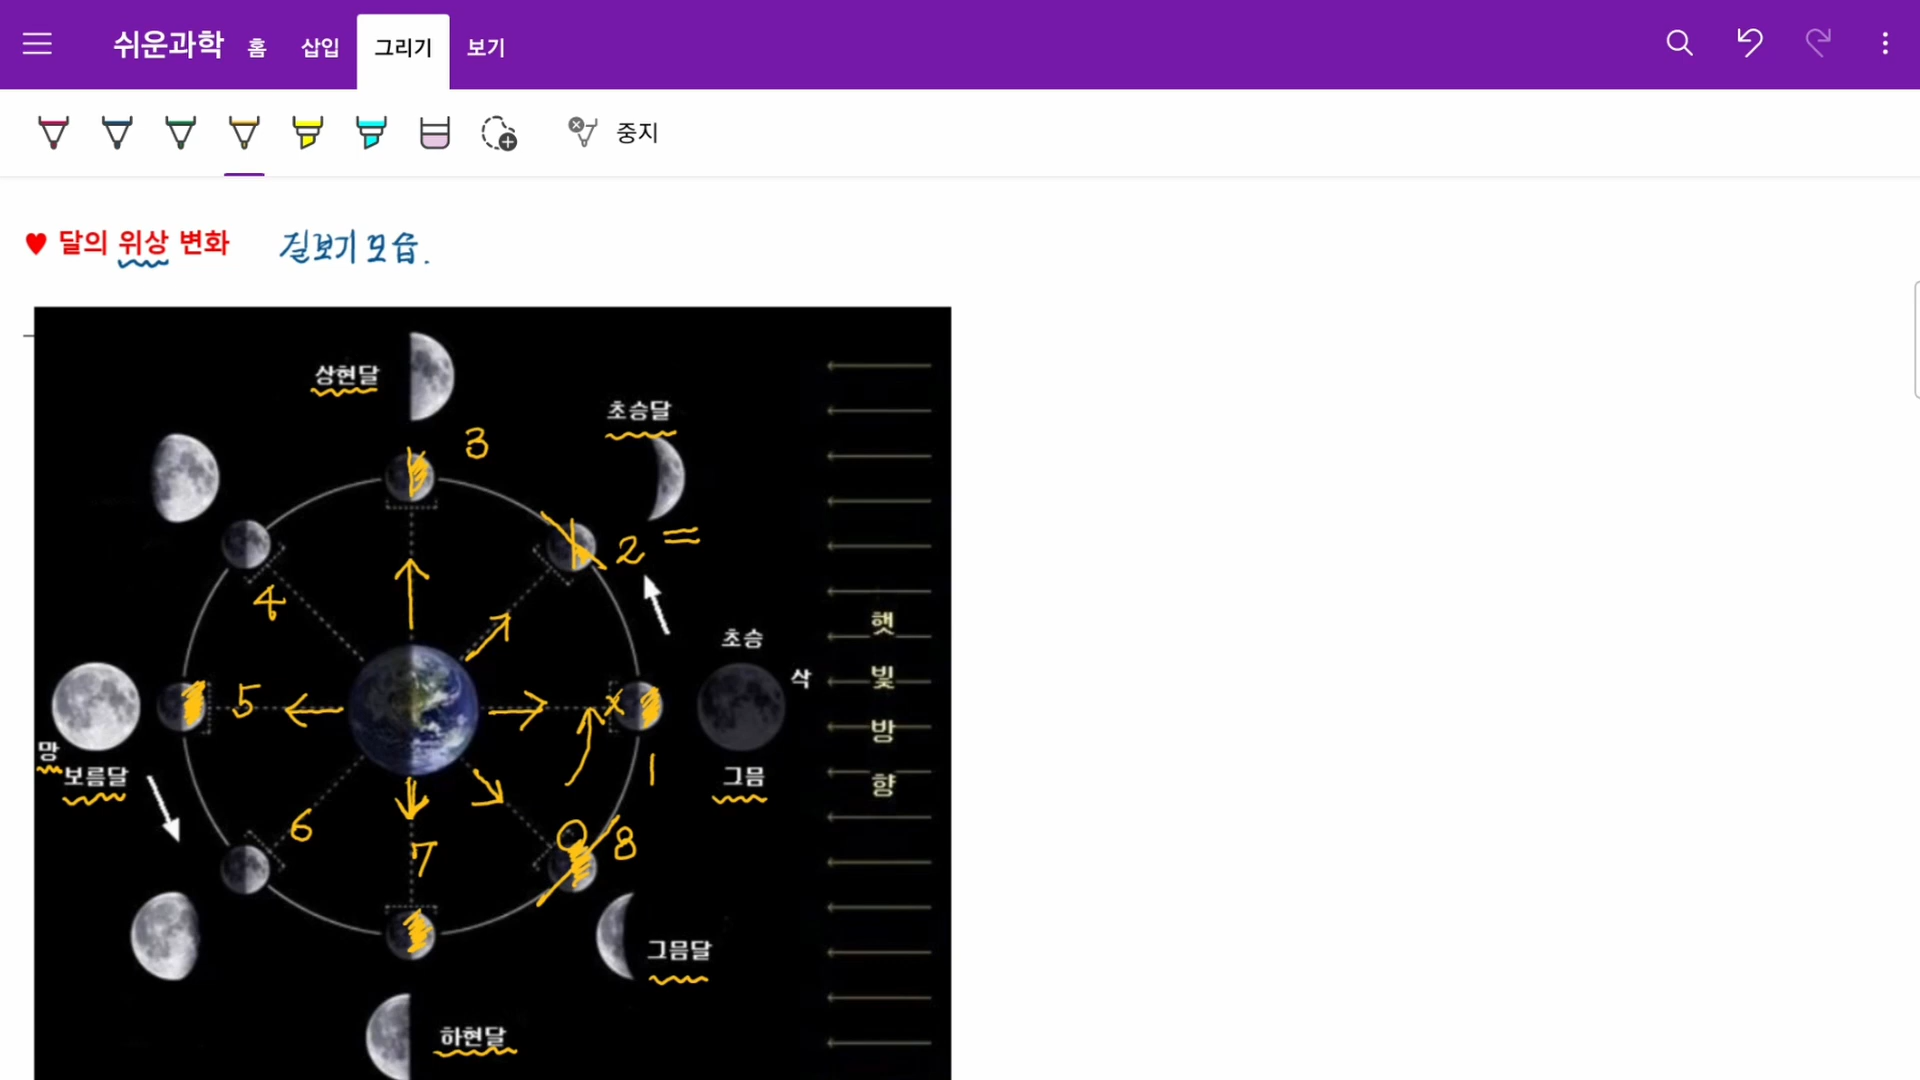 쉬운과학 홈 삽입 그리기 보기
중지
♥ 달의 위상 변화 겉보기 모습.
상현달
초승달
3
2 =
4
햇빛방향
초승
삭
5
x
1
망
보름달
그믐
6
7
8
그믐달
하현달